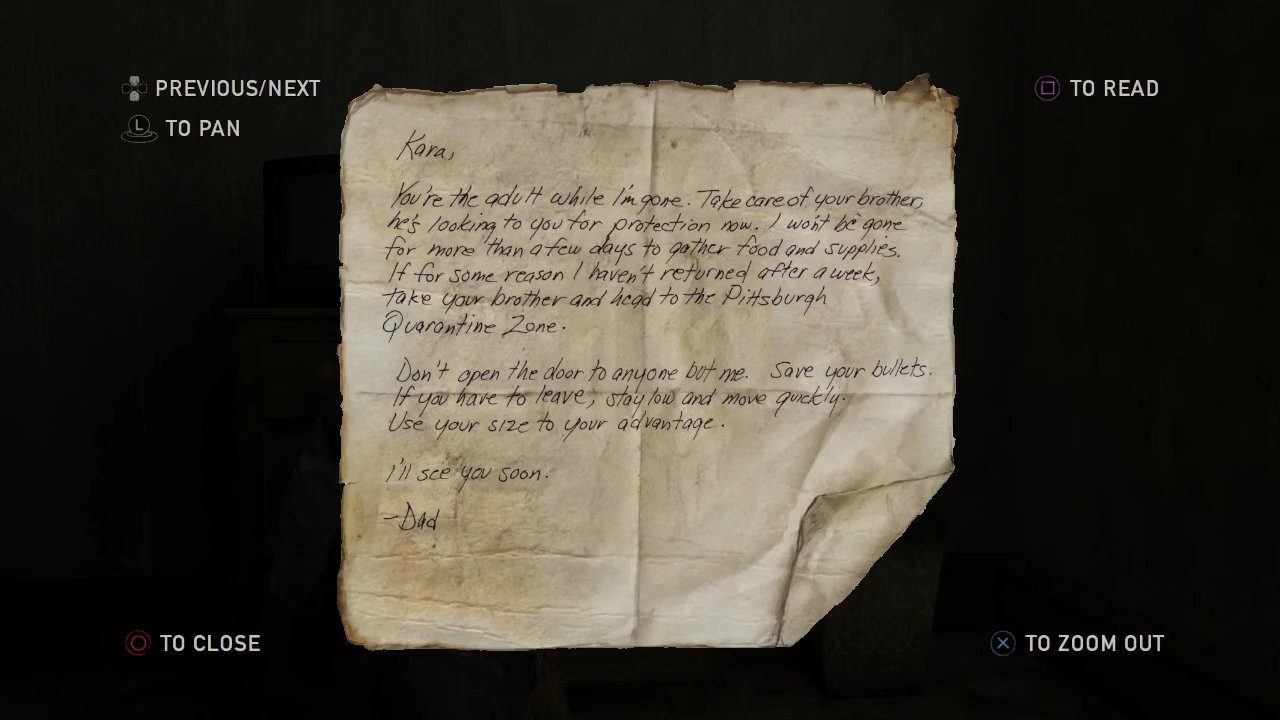 PREVIOUS/NEXT
L TO PAN
TO READ
Kara,
You're the adult while I'm gone. Take care of your brother,
he's looking to you for protection now. I won't be gone
for more than a few days to gather food and supplies.
If for some reason I haven't returned after a week,
take your brother and head to the Pittsburgh
Quarantine Zone.
Don't open the door to anyone but me. Save your bullets.
If you have to leave, stay low and move quickly.
Use your size to your advantage.
I'll see you soon.
-Dad
TO CLOSE
TO ZOOM OUT